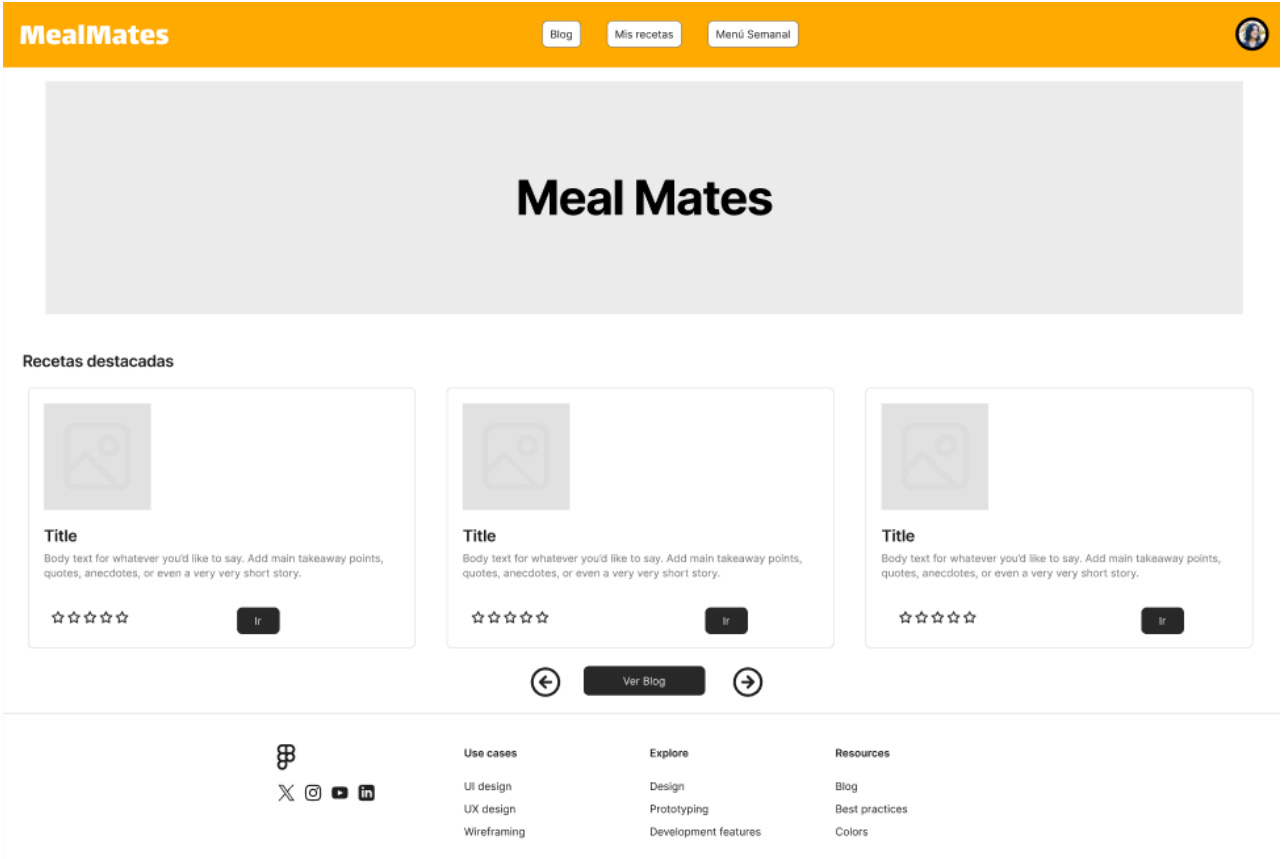 MealMates
Blog
Mis recetas
Menú Semanal
Meal Mates
Recetas destacadas
Title
Body text for whatever you'd like to say. Add main takeaway points,
quotes, anecdotes, or even a very very short story.
Ir
Title
Body text for whatever you'd like to say. Add main takeaway points,
quotes, anecdotes, or even a very very short story.
Ir
Title
Body text for whatever you'd like to say. Add main takeaway points,
quotes, anecdotes, or even a very very short story.
Ir
Ver Blog
Use cases
UI design
UX design
Wireframing
Explore
Design
Prototyping
Development features
Resources
Blog
Best practices
Colors